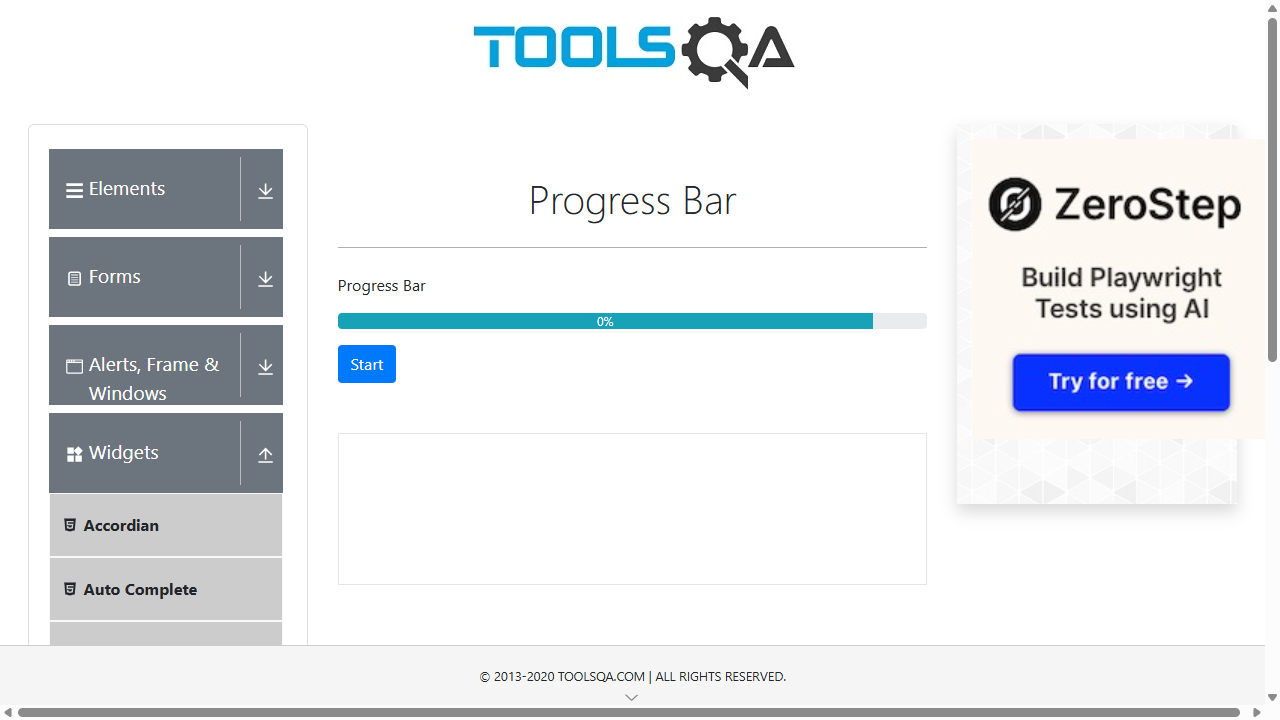 TOOLSQA
Elements
Forms
Alerts, Frame &
Windows
Widgets
Accordian
Auto Complete
Progress Bar
Progress Bar
0%
Start
ZeroStep
Build Playwright
Tests using AI
Try for free →
© 2013-2020 TOOLSQA.COM | ALL RIGHTS RESERVED.